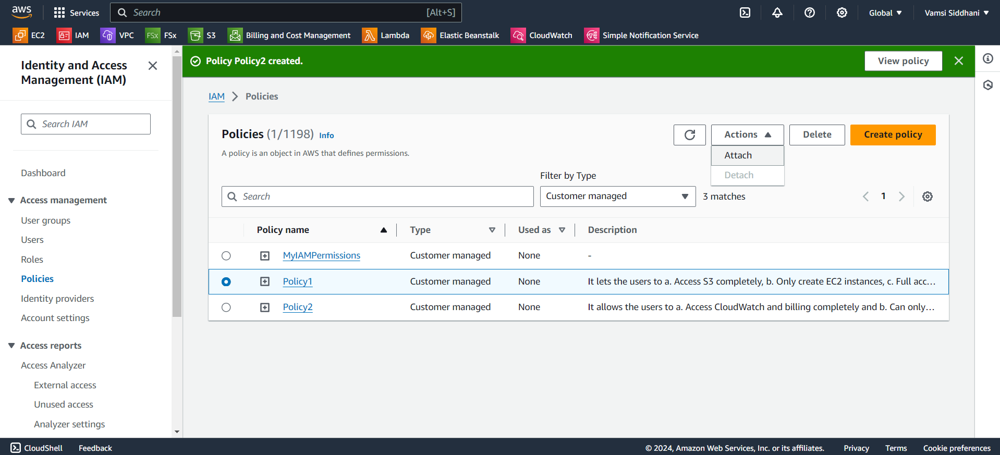 aws Services Search [Alt+S] Global Vamsi Siddhani
EC2 IAM VPC FSx FSx S3 Billing and Cost Management Lambda Elastic Beanstalk CloudWatch Simple Notification Service
Identity and Access
Management (IAM)
Search IAM
Dashboard
Access management
User groups
Users
Roles
Policies
Identity providers
Account settings
Access reports
Access Analyzer
External access
Unused access
Analyzer settings
Policy Policy2 created. View policy
IAM Policies
Policies (1/1198) Info
A policy is an object in AWS that defines permissions.
Actions Delete Create policy
Attach
Detach
Filter by Type
Search Customer managed 3 matches 1
Policy name Type Used as Description
MyIAMPermissions Customer managed None -
Policy1 Customer managed None It lets the users to a. Access S3 completely, b. Only create EC2 instances, c. Full acc...
Policy2 Customer managed None It allows the users to a. Access CloudWatch and billing completely and b. Can only...
CloudShell Feedback © 2024, Amazon Web Services, Inc. or its affiliates. Privacy Terms Cookie preferences